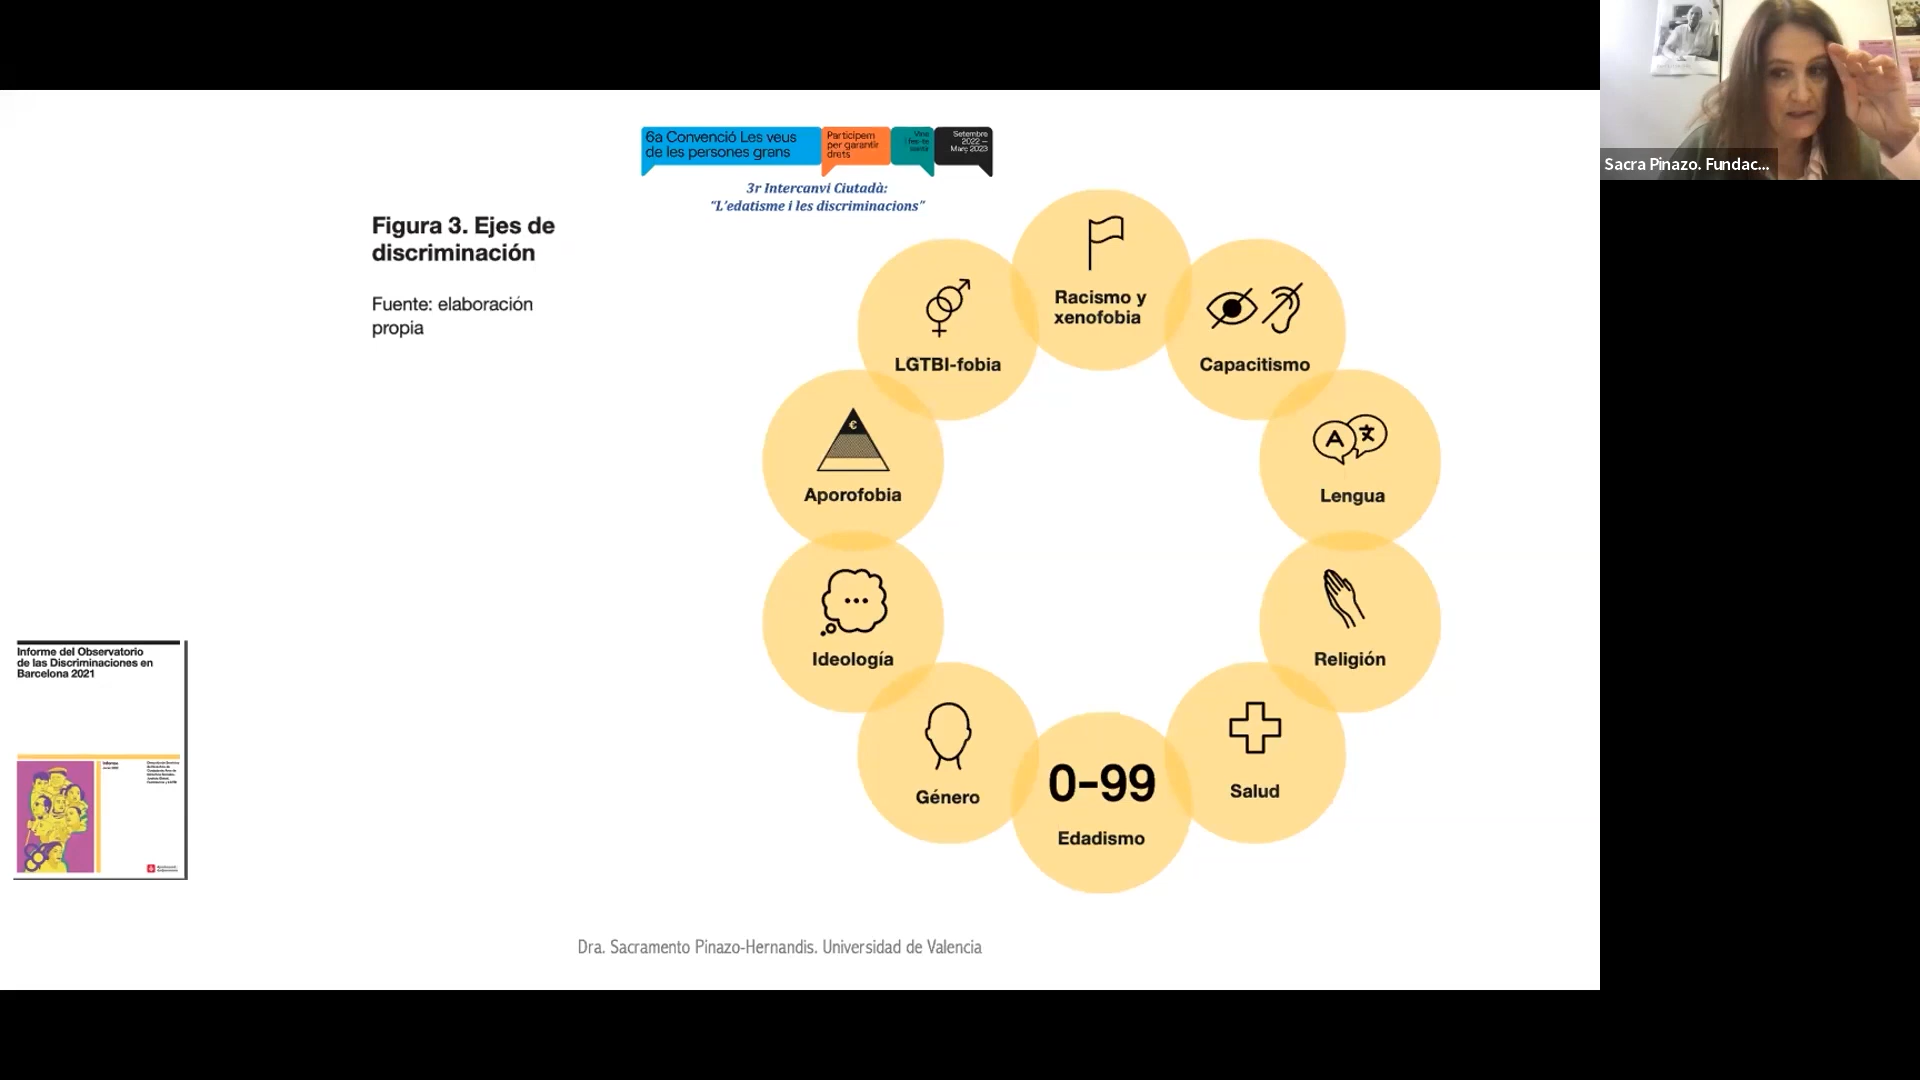 6a Convenció Les veus
de les persones grans
Participem
per garantir
drets
Setembre
2022 –
Març 2023
3r Intercanvi Ciutadà:
"L'edatisme i les discriminacions"
Sacra Pinazo. Fundac...
Figura 3. Ejes de
discriminación
Fuente: elaboración
propia
Racismo y
xenofobia
LGTBI-fobia
Capacitismo
€
Aporofobia
A 文
Lengua
Ideología
Religión
Género
0-99
Edadismo
Salud
Informe del Observatorio
de las Discriminaciones en
Barcelona 2021
Dra. Sacramento Pinazo-Hernandis. Universidad de Valencia